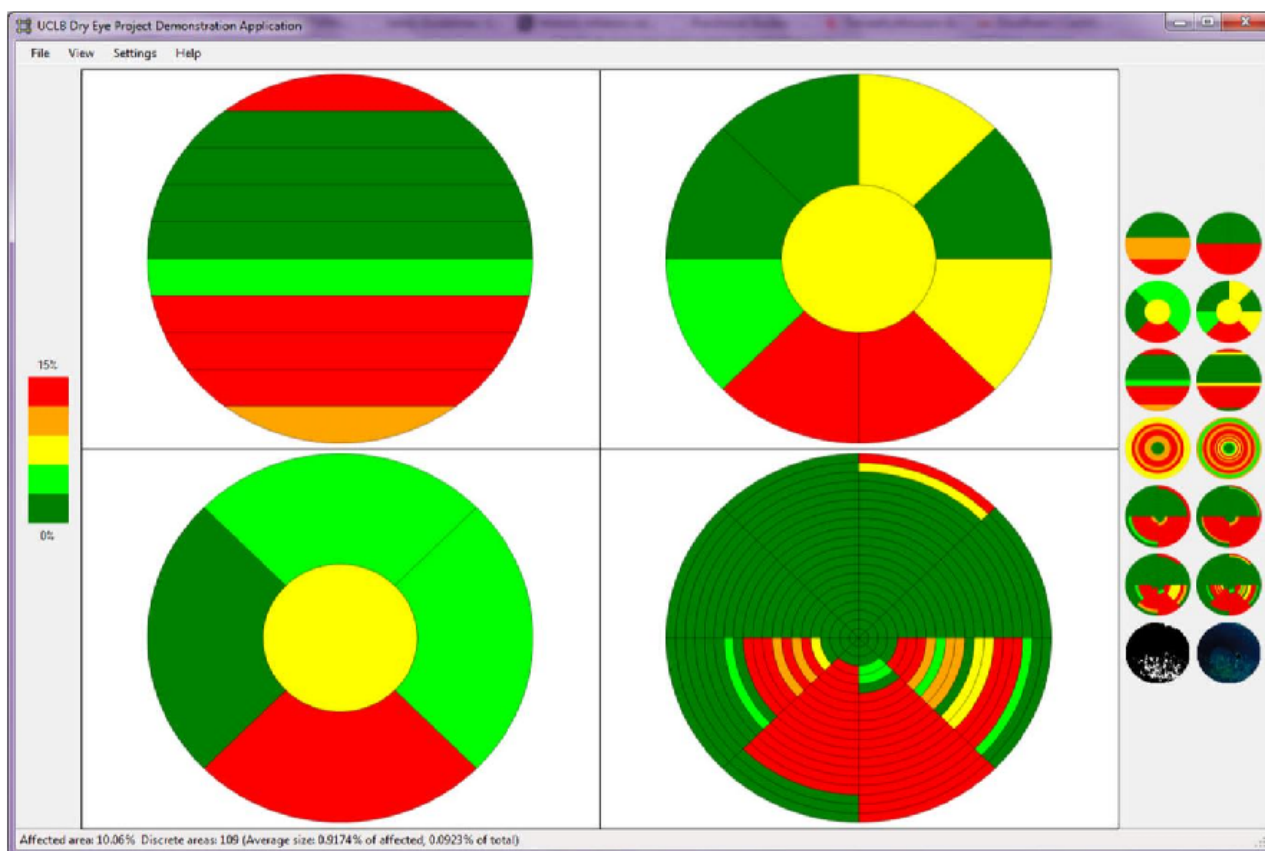 UCLB Dry Eye Project Demonstration Application
File View Settings Help
15%
0%
Affected area: 10.06% Discrete areas: 109 (Average size: 0.9174% of affected, 0.0923% of total)